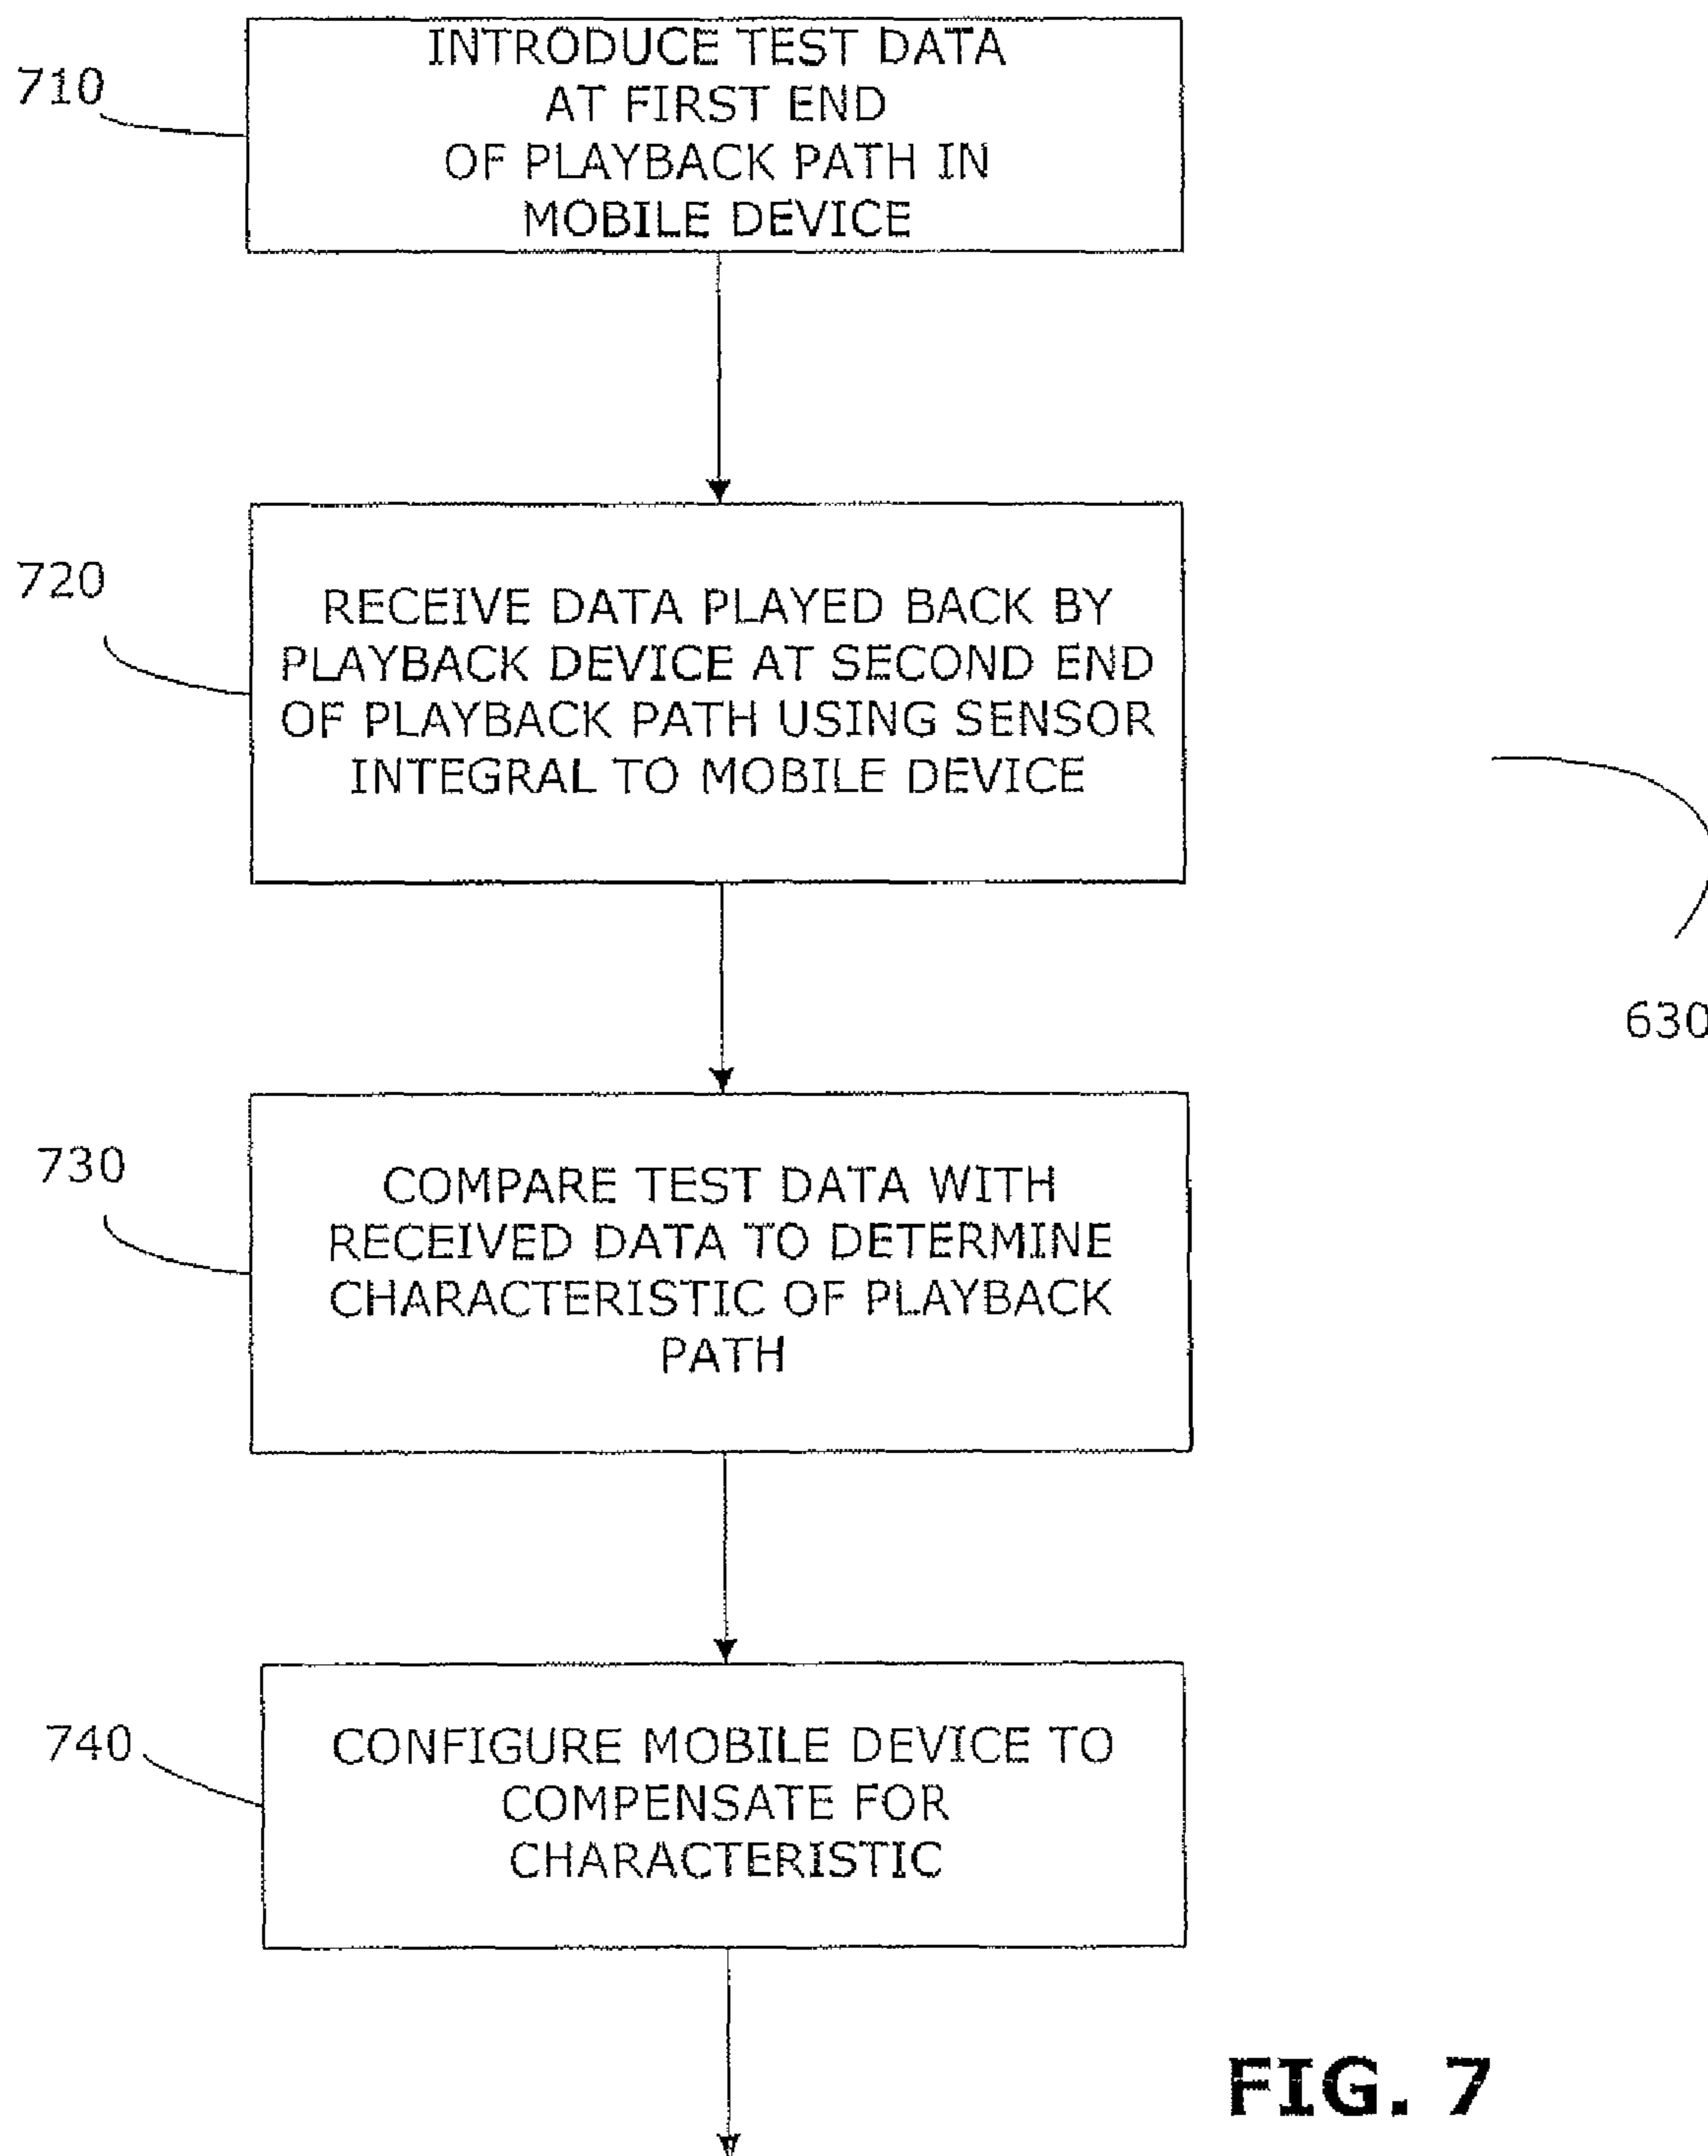 710
INTRODUCE TEST DATA
AT FIRST END
OF PLAYBACK PATH IN
MOBILE DEVICE
720
RECEIVE DATA PLAYED BACK BY
PLAYBACK DEVICE AT SECOND END
OF PLAYBACK PATH USING SENSOR
INTEGRAL TO MOBILE DEVICE
630
730
COMPARE TEST DATA WITH
RECEIVED DATA TO DETERMINE
CHARACTERISTIC OF PLAYBACK
PATH
740
CONFIGURE MOBILE DEVICE TO
COMPENSATE FOR
CHARACTERISTIC
FIG. 7